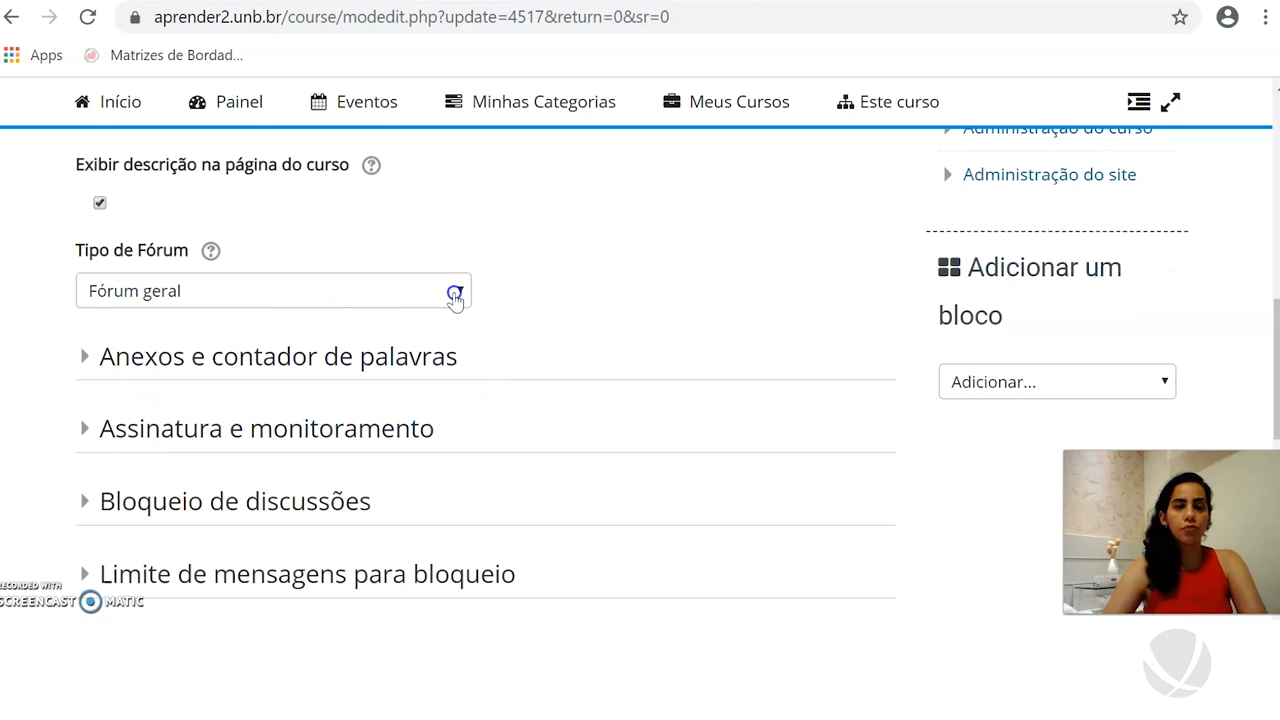 aprender2.unb.br/course/modedit.php?update=4517&return=0&sr=0
Apps Matrizes de Bordad...
Início Painel Eventos Minhas Categorias Meus Cursos Este curso
Administração do curso
Exibir descrição na página do curso ?
Administração do site
Tipo de Fórum ?
Fórum geral
Adicionar um
bloco
Anexos e contador de palavras
Adicionar...
Assinatura e monitoramento
Bloqueio de discussões
Limite de mensagens para bloqueio
RECORDED WITH
SCREENCAST MATIC